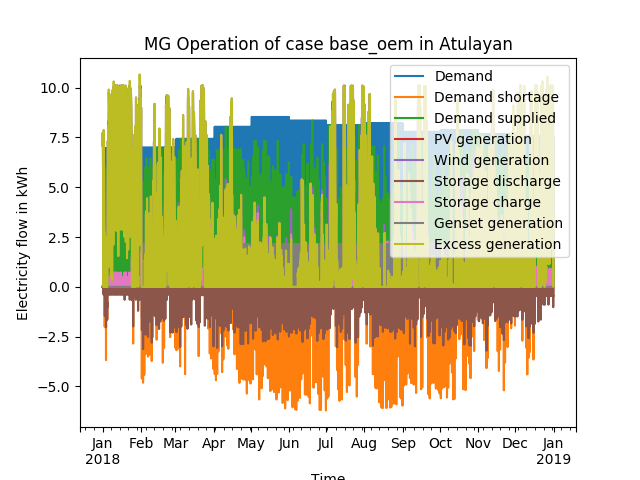 MG Operation of case base_oem in Atulayan
Electricity flow in kWh
10.0
7.5
5.0
2.5
0.0
−2.5
−5.0
Demand
Demand shortage
Demand supplied
PV generation
Wind generation
Storage discharge
Storage charge
Genset generation
Excess generation
Jan Feb Mar Apr May Jun Jul Aug Sep Oct Nov Dec Jan
2018 2019
Time